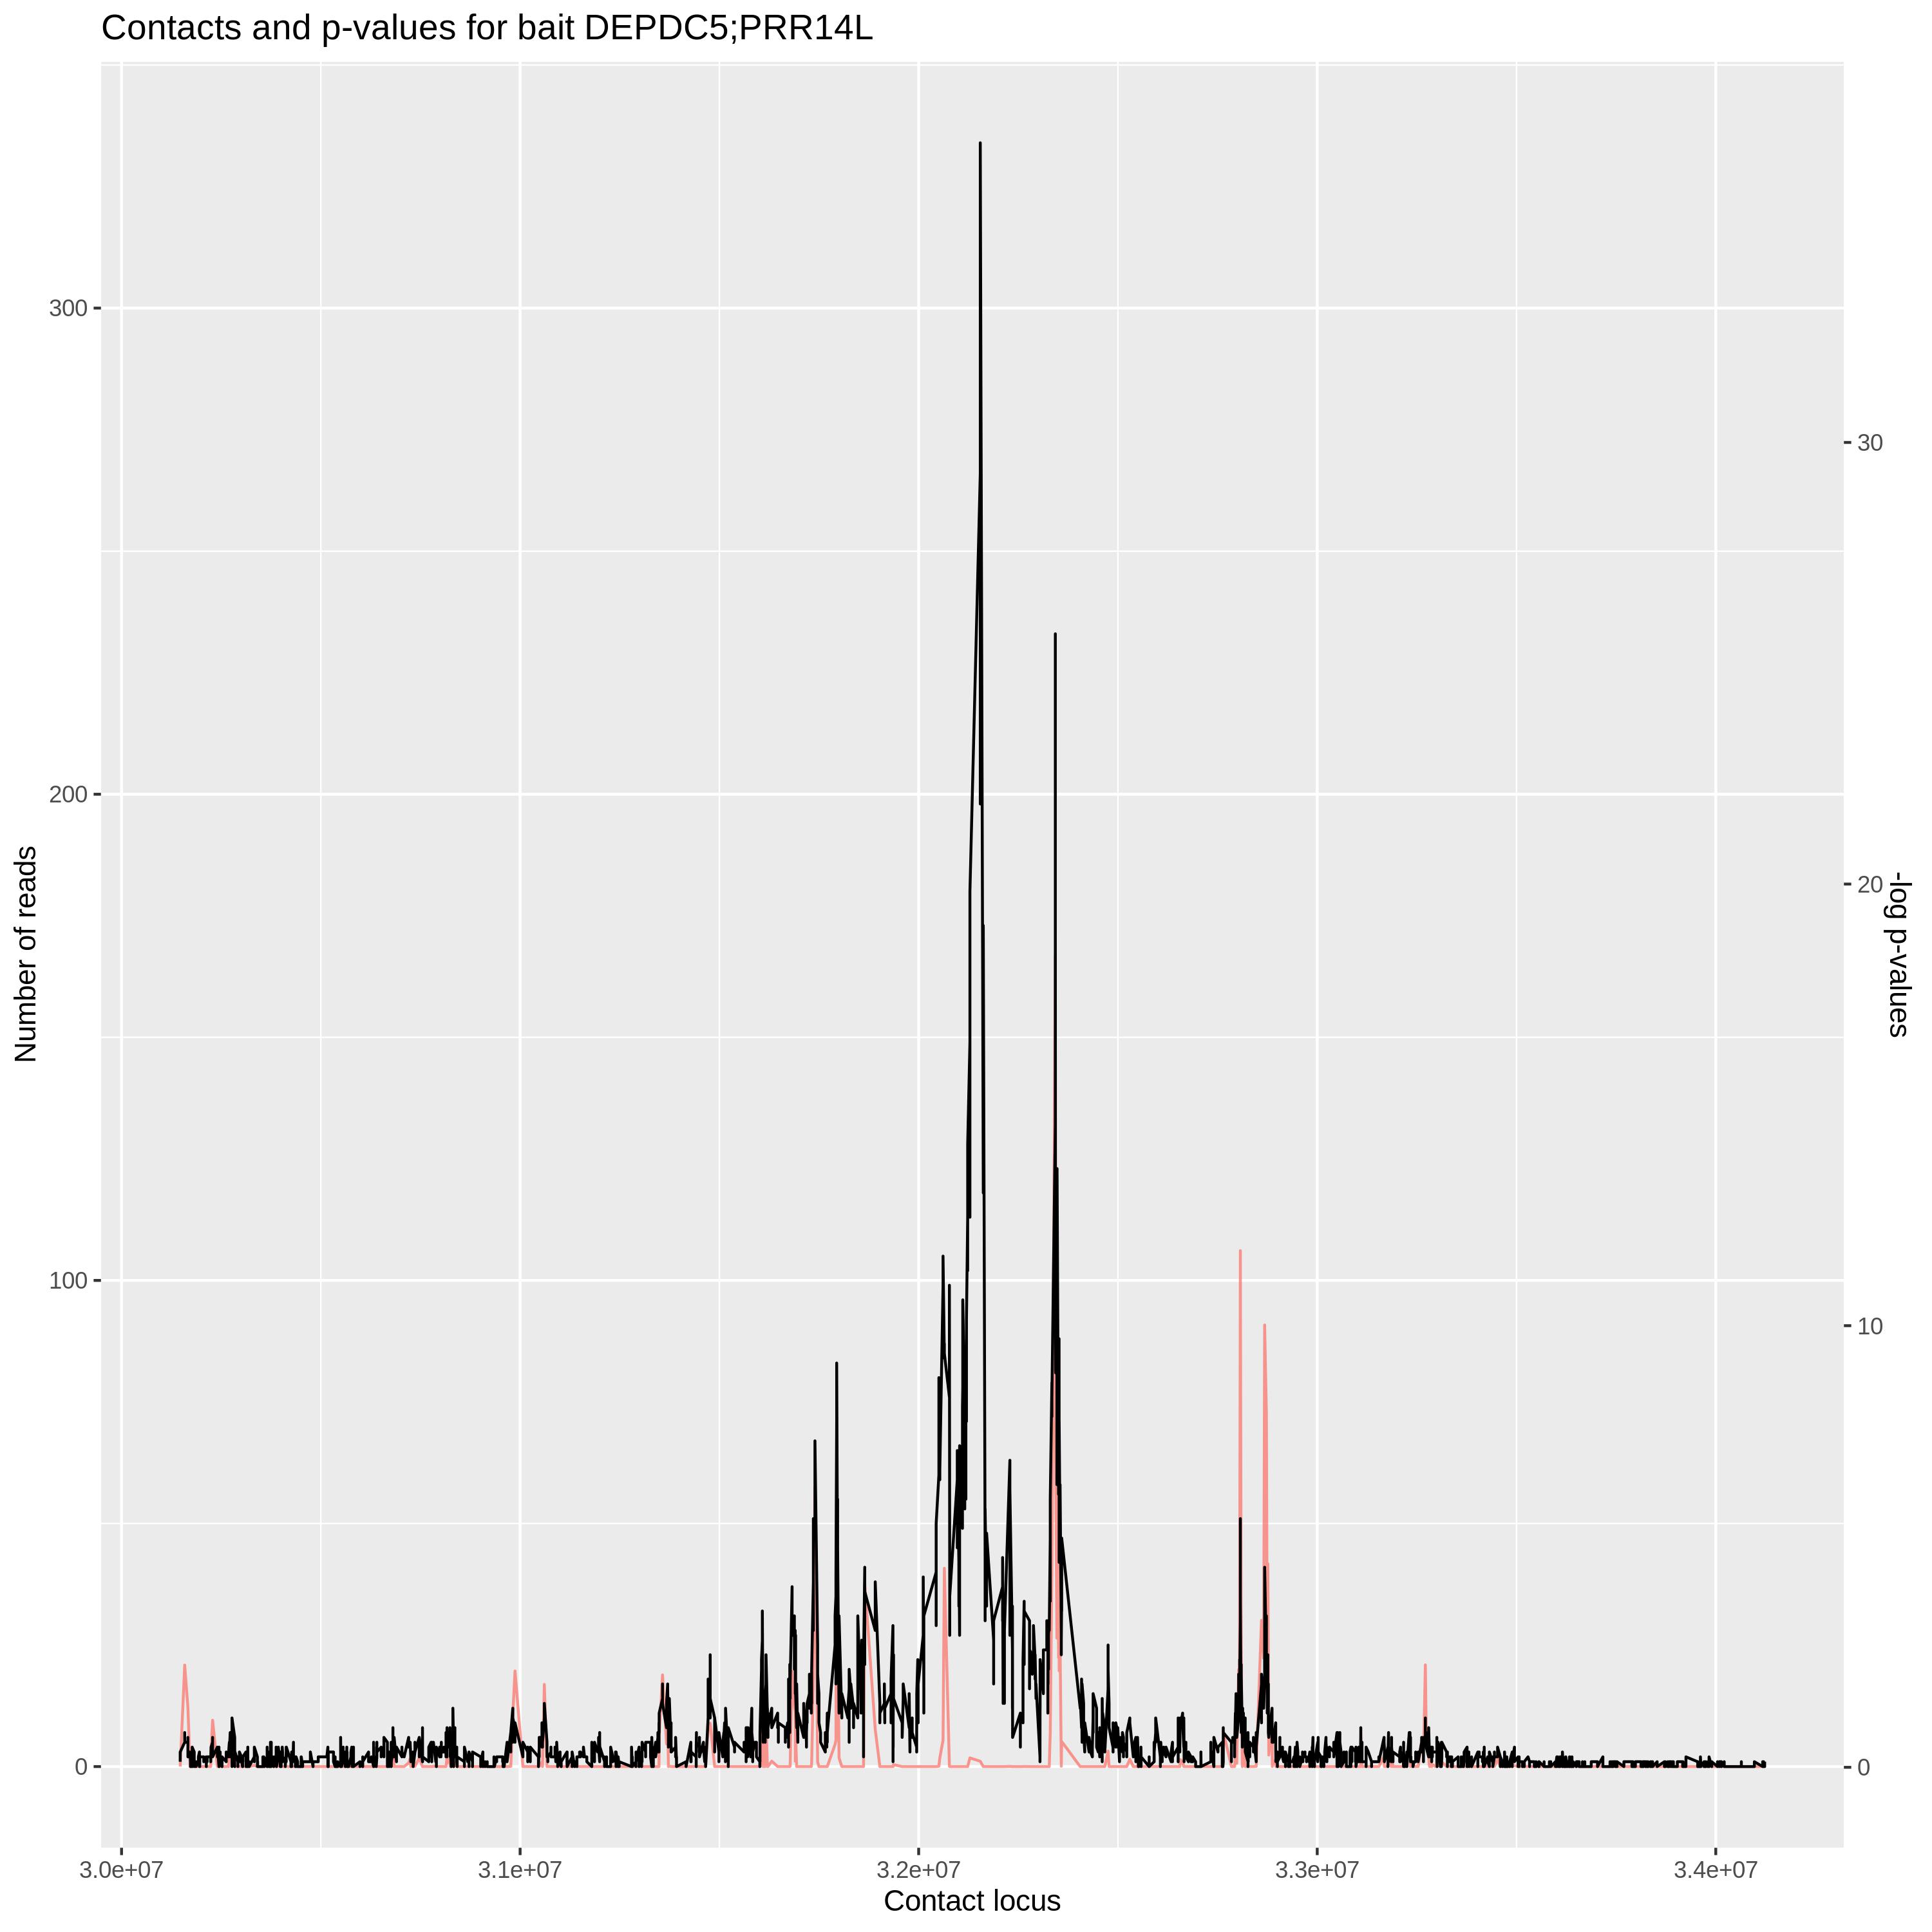 Contacts and p-values for bait DEPDC5;PRR14L
Number of reads
300
200
100
0
30
20
10
0
-log p-values
3.0e+07
3.1e+07
3.2e+07
3.3e+07
3.4e+07
Contact locus